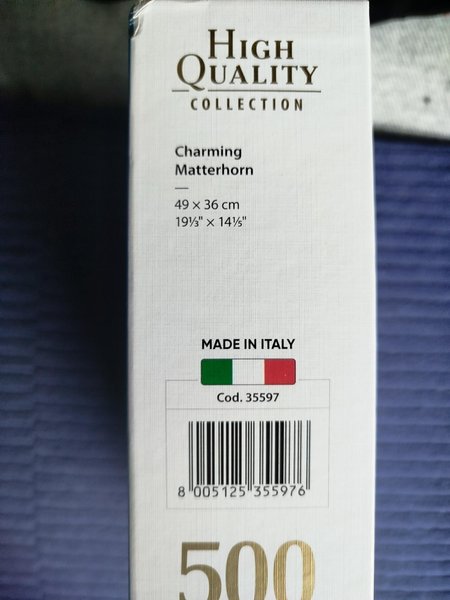 HIGH
QUALITY
COLLECTION
Charming
Matterhorn
—
49 × 36 cm
19⅓" × 14⅕"
MADE IN ITALY
Cod. 35597
8 005125 355976
500